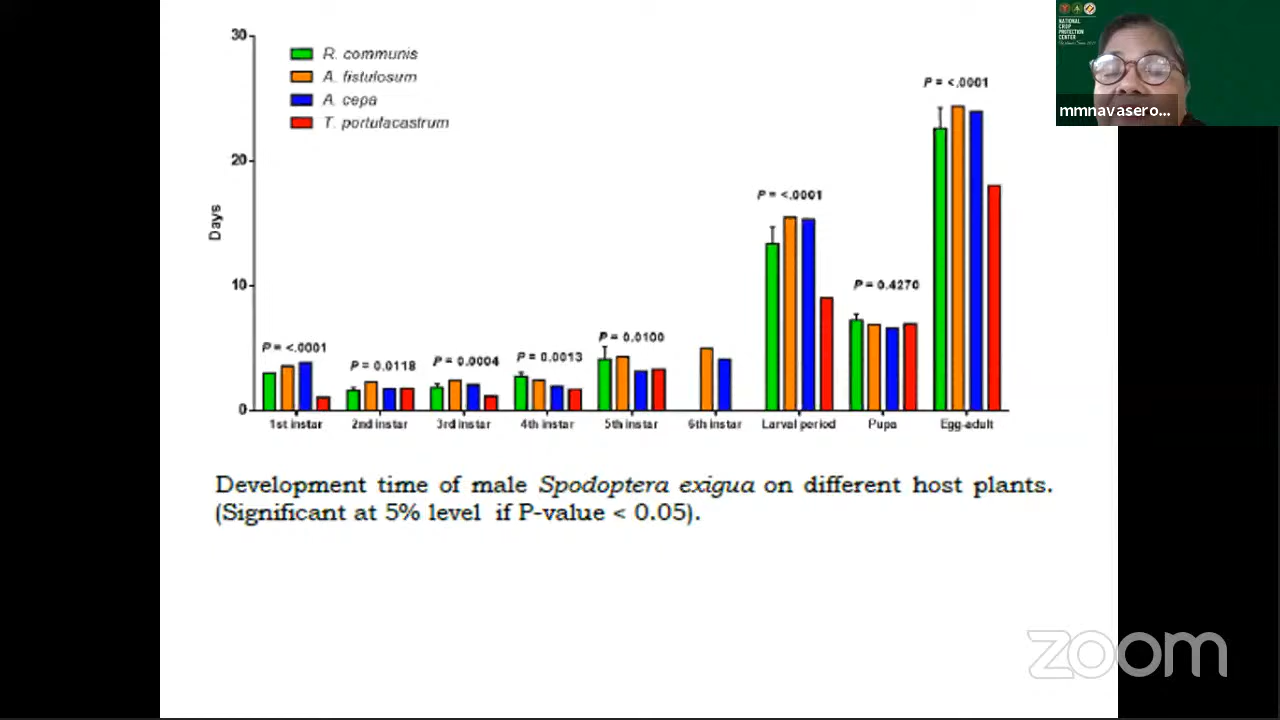 30
R. communis
A. fistulosum
A. cepa
T. portulacastrum
20
10
0
Days
P = <.0001
P = 0.0118
P = 0.0004
P = 0.0013
P = 0.0100
P = <.0001
P = 0.4270
P = <.0001
1st instar
2nd instar
3rd instar
4th instar
5th instar
6th instar
Larval period
Pupa
Egg-adult
Development time of male Spodoptera exigua on different host plants.
(Significant at 5% level if P-value < 0.05).
NATIONAL
CROP
PROTECTION
CENTER
mmnavasero...
zoom